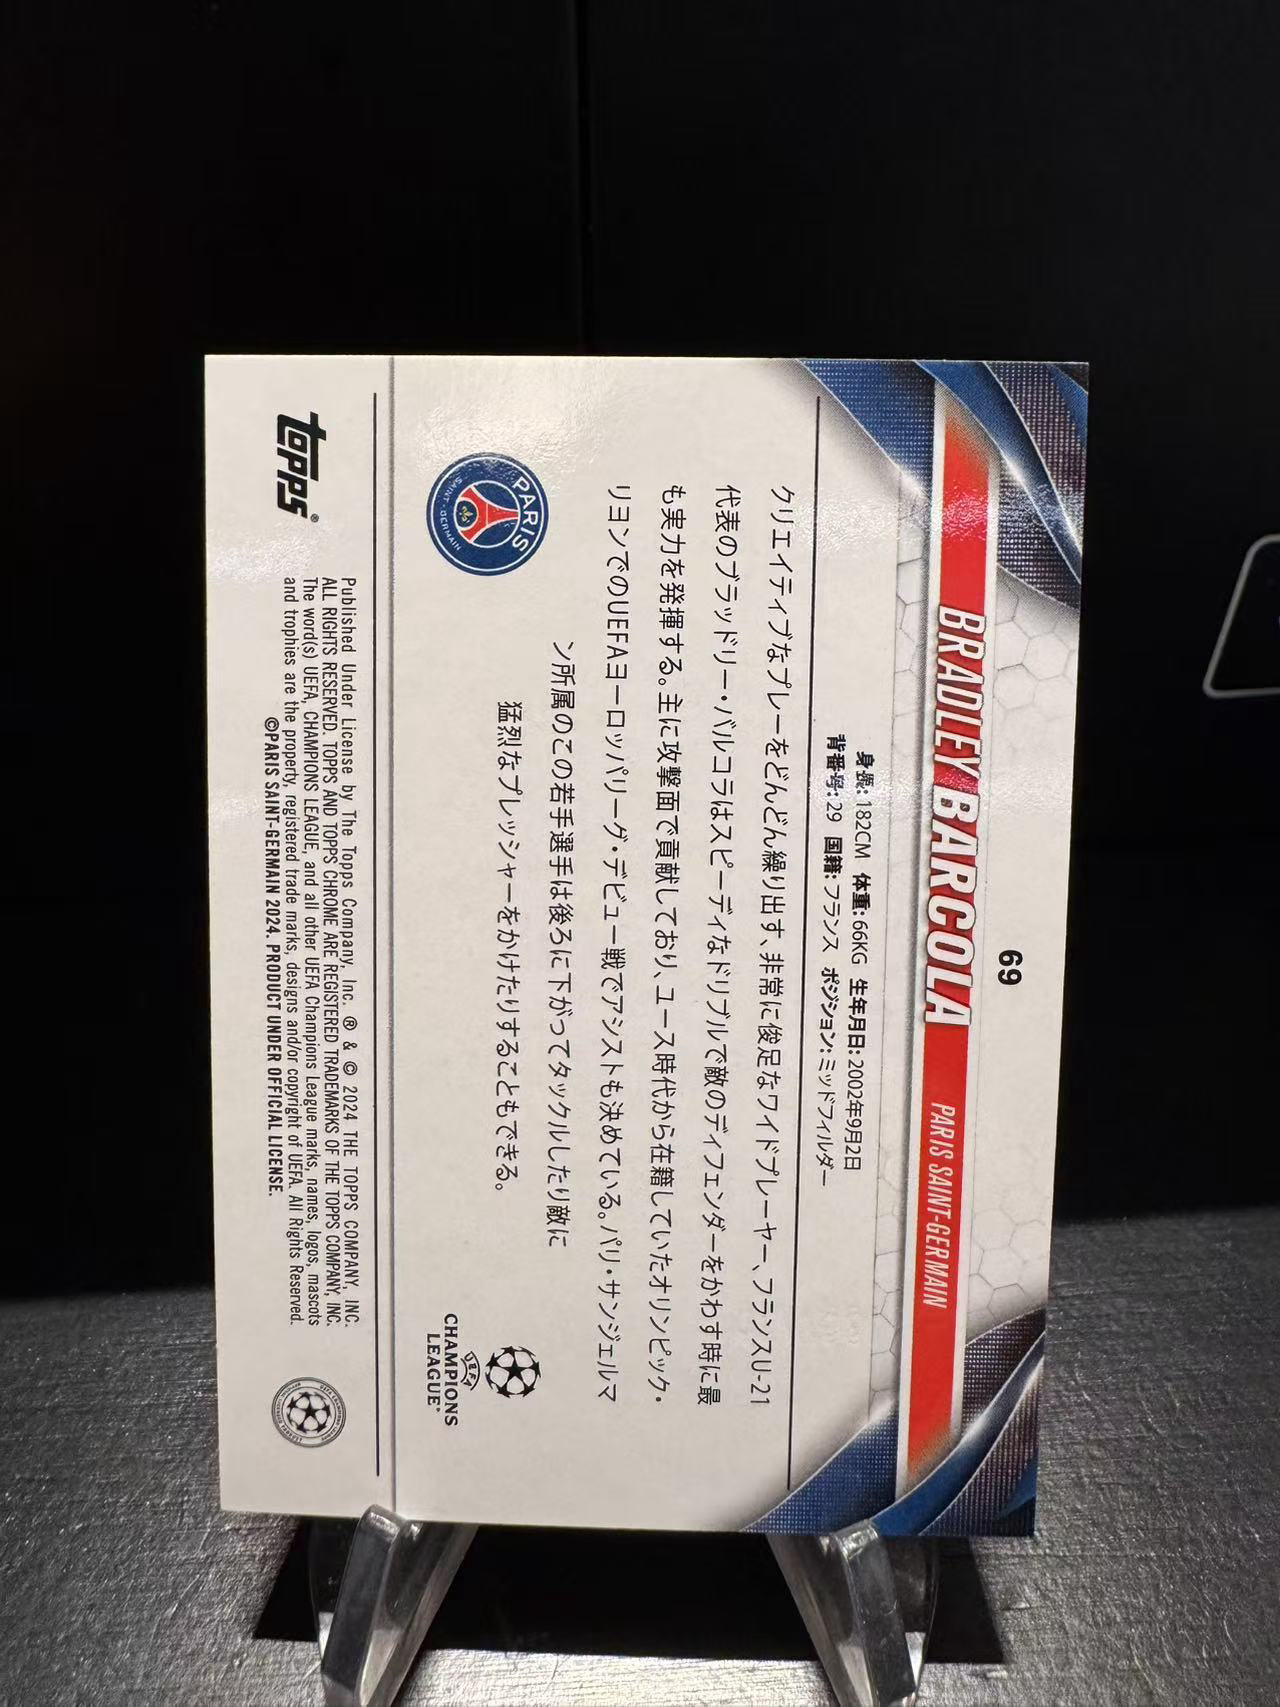 69
BRADLEY BARCOLA PARIS SAINT-GERMAIN
身長: 182CM 体重: 66KG 生年月日: 2002年9月2日
背番号: 29 国籍: フランス ポジション: ミッドフィルダー
クリエイティブなプレーをどんどん繰り出す、非常に俊足なワイドプレーヤー、フランスU-21
代表のブラッドリー・バルコラはスピーディなドリブルで敵のディフェンダーをかわす時に最
も実力を発揮する。主に攻撃面で貢献しており、ユース時代から在籍していたオリンピック・
リヨンでのUEFAヨーロッパリーグ・デビュー戦でアシストも決めている。パリ・サンジェルマ
ン所属のこの若手選手は後ろに下がってタックルしたり敵に
猛烈なプレッシャーをかけたりすることもできる。
PARIS
SAINT-GERMAIN
UEFA
CHAMPIONS
LEAGUE®
topps®
Published Under License by The Topps Company, Inc. ® & © 2024 THE TOPPS COMPANY, INC.
ALL RIGHTS RESERVED. TOPPS AND TOPPS CHROME ARE REGISTERED TRADEMARKS OF THE TOPPS COMPANY, INC.
The word(s) UEFA, CHAMPIONS LEAGUE, and all other UEFA Champions League marks, names, logos, mascots
and trophies are the property, registered trade marks, designs and/or copyright of UEFA. All Rights Reserved.
©PARIS SAINT-GERMAIN 2024. PRODUCT UNDER OFFICIAL LICENSE.